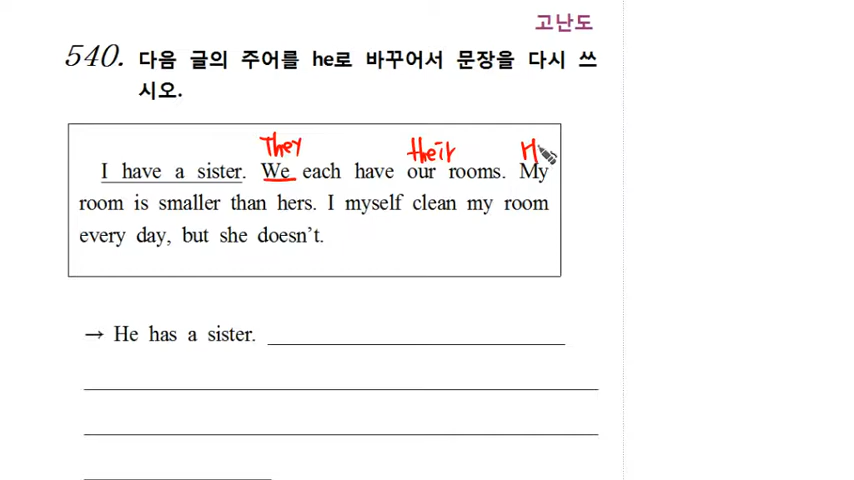 고난도
540. 다음 글의 주어를 he로 바꾸어서 문장을 다시 쓰
시오.
They their H
I have a sister. We each have our rooms. My
room is smaller than hers. I myself clean my room
every day, but she doesn't.
→ He has a sister.